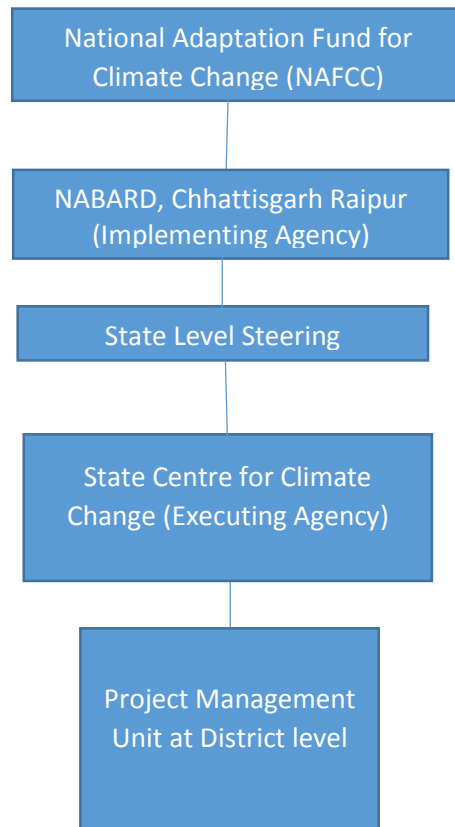 National Adaptation Fund for
Climate Change (NAFCC)
NABARD, Chhattisgarh Raipur
(Implementing Agency)
State Level Steering
State Centre for Climate
Change (Executing Agency)
Project Management
Unit at District level